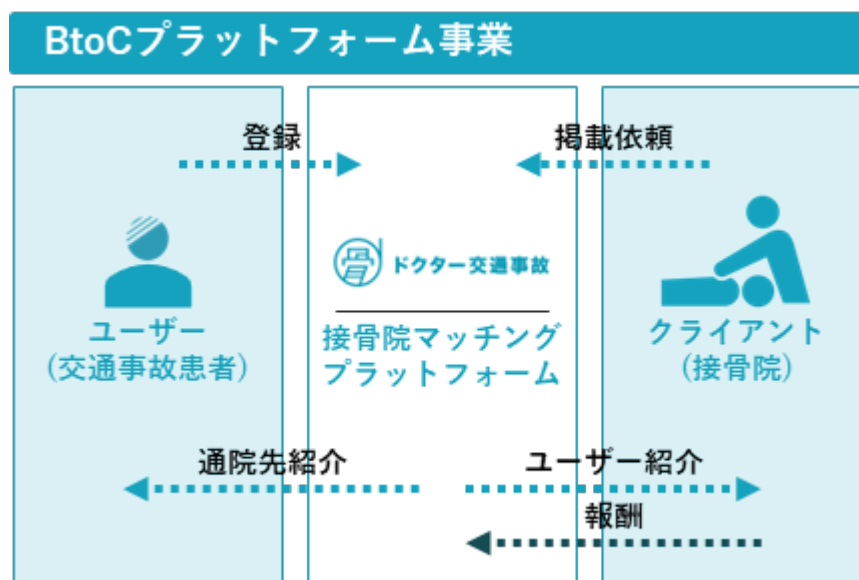 BtoCプラットフォーム事業
登録
掲載依頼
骨 ドクター交通事故
ユーザー
(交通事故患者)
接骨院マッチング
プラットフォーム
クライアント
(接骨院)
通院先紹介
ユーザー紹介
報酬